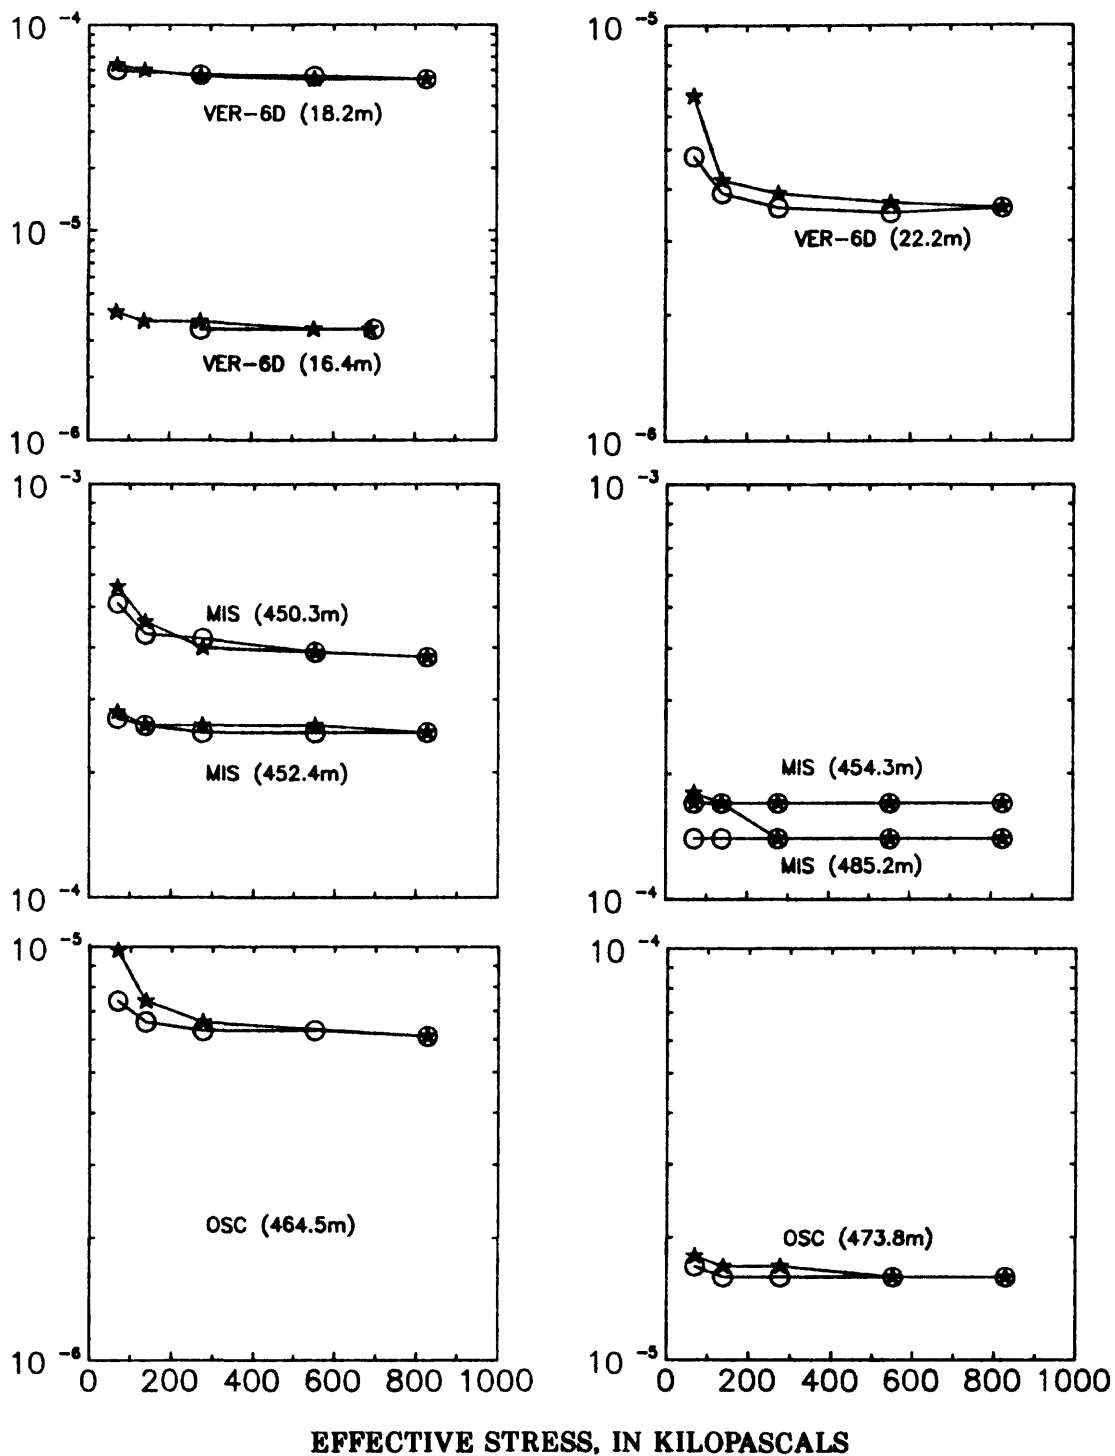 10 -4
VER-6D (18.2m)
10 -5
VER-6D (16.4m)
10 -6
10 -5
VER-6D (22.2m)
10 -6
10 -3
MIS (450.3m)
MIS (452.4m)
10 -4
10 -3
MIS (454.3m)
MIS (485.2m)
10 -4
10 -5
OSC (464.5m)
10 -6
0 200 400 600 800 1000
10 -4
OSC (473.8m)
10 -5
0 200 400 600 800 1000
EFFECTIVE STRESS, IN KILOPASCALS